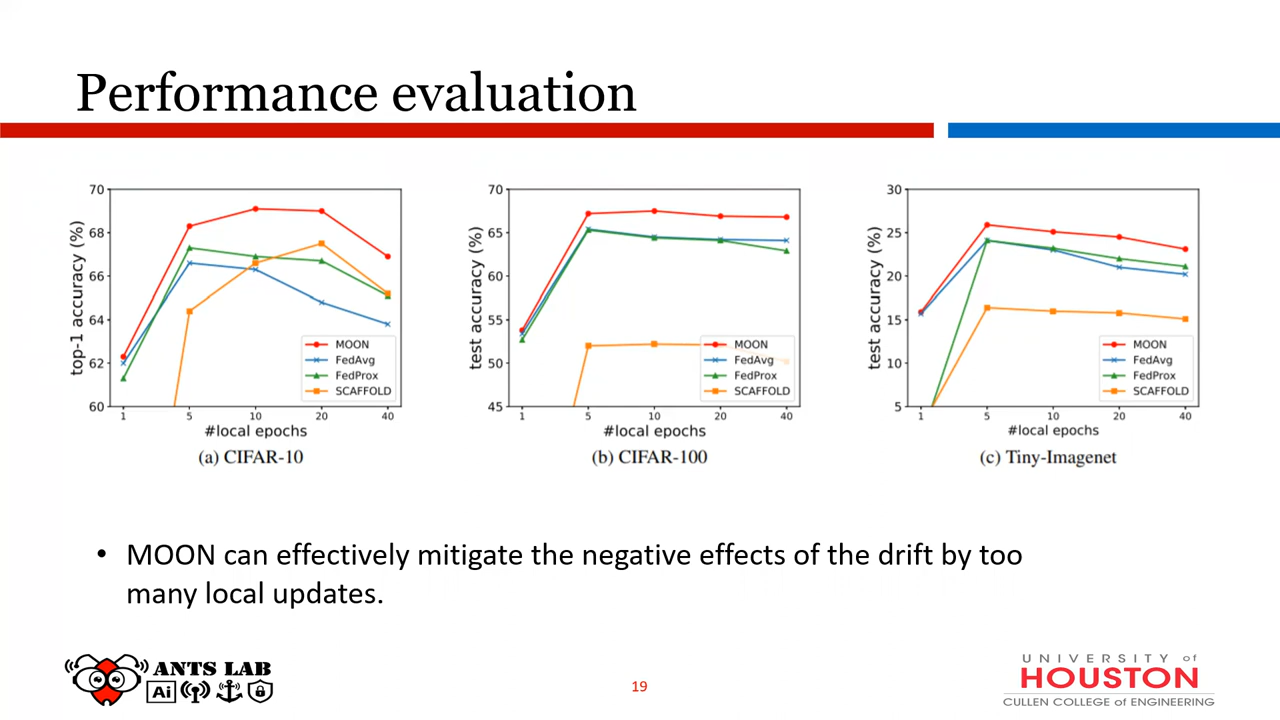 Performance evaluation
70
68
66
64
62
60
top-1 accuracy (%)
1 5 10 20 40
#local epochs
MOON
FedAvg
FedProx
SCAFFOLD
(a) CIFAR-10
70
65
60
55
50
45
test accuracy (%)
1 5 10 20 40
#local epochs
MOON
FedAvg
FedProx
SCAFFOLD
(b) CIFAR-100
30
25
20
15
10
5
test accuracy (%)
1 5 10 20 40
#local epochs
MOON
FedAvg
FedProx
SCAFFOLD
(c) Tiny-Imagenet
• MOON can effectively mitigate the negative effects of the drift by too
many local updates.
ANTS LAB
Ai
19
UNIVERSITY of
HOUSTON
CULLEN COLLEGE of ENGINEERING